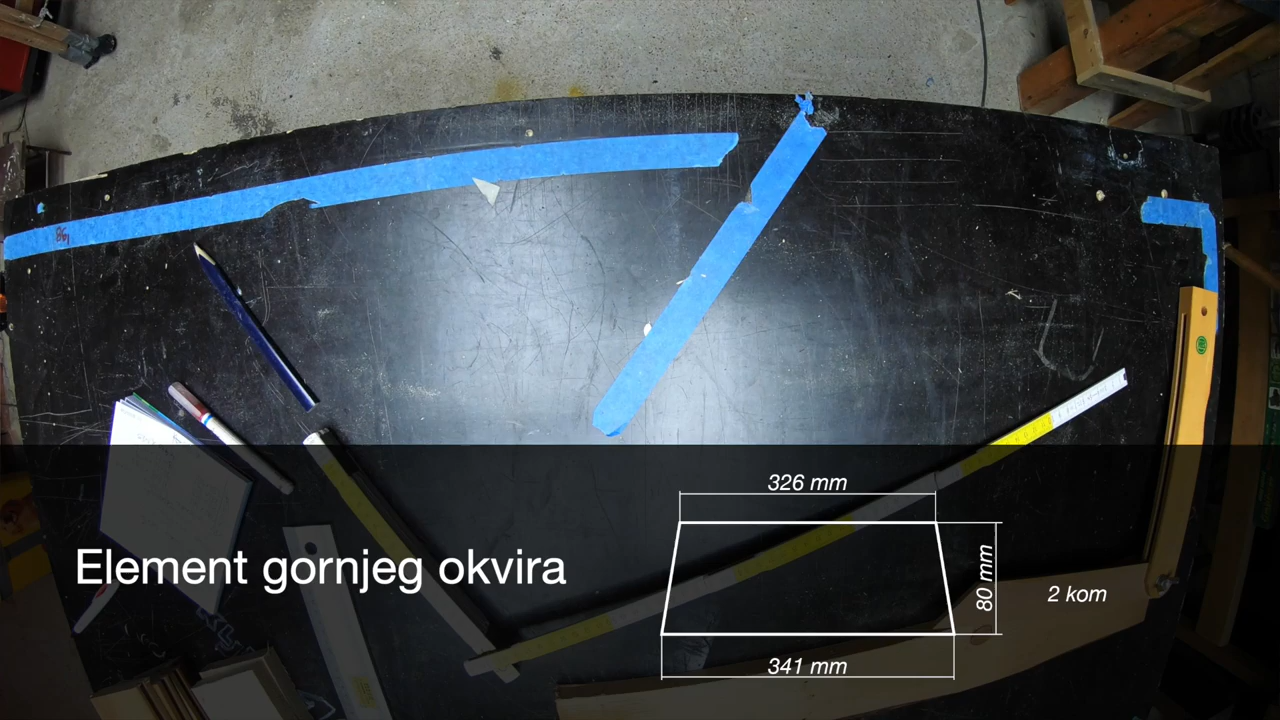 326 mm
Element gornjeg okvira
80 mm
2 kom
341 mm